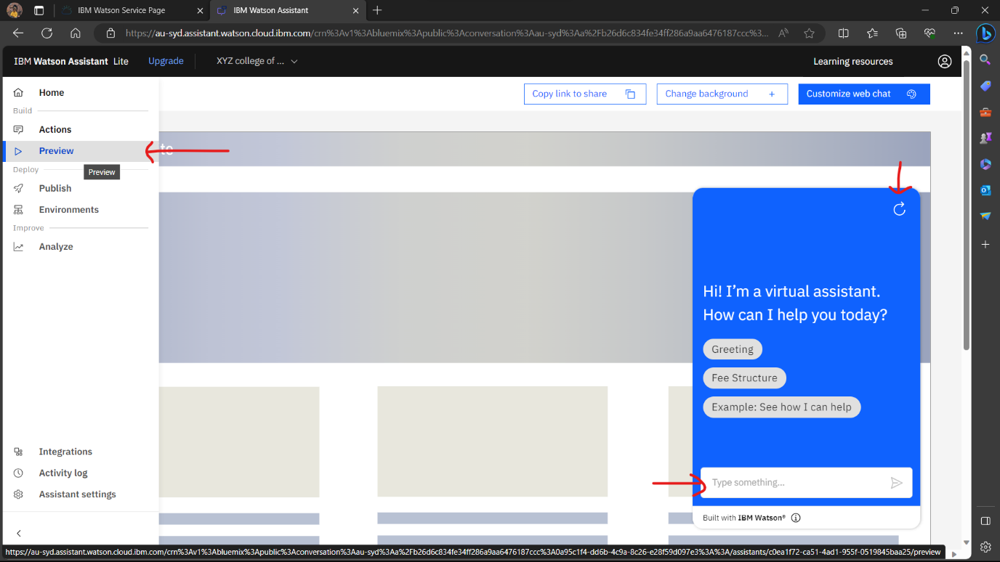 IBM Watson Service Page
IBM Watson Assistant
https://au-syd.assistant.watson.cloud.ibm.com/crn%3Av1%3Abluemix%3Apublic%3Aconversation%3Aau-syd%3Aa%2Fb26d6c834fe34ff286a9aa6476187ccc%3...
IBM Watson Assistant Lite
Upgrade
XYZ college of ...
Learning resources
Home
Copy link to share
Change background
Customize web chat
Build
Actions
Preview
te
Deploy
Preview
Publish
Environments
Improve
Analyze
Hi! I'm a virtual assistant.
How can I help you today?
Greeting
Fee Structure
Example: See how I can help
Type something...
Built with IBM Watson®
Integrations
Activity log
Assistant settings
https://au-syd.assistant.watson.cloud.ibm.com/crn%3Av1%3Abluemix%3Apublic%3Aconversation%3Aau-syd%3Aa%2Fb26d6c834fe34ff286a9aa6476187ccc%3A0a95c1f4-dd6b-4c9a-8c26-e28f59d097e3%3A%3A/assistants/c0ea1f72-ca51-4ad1-955f-0519845baa25/preview